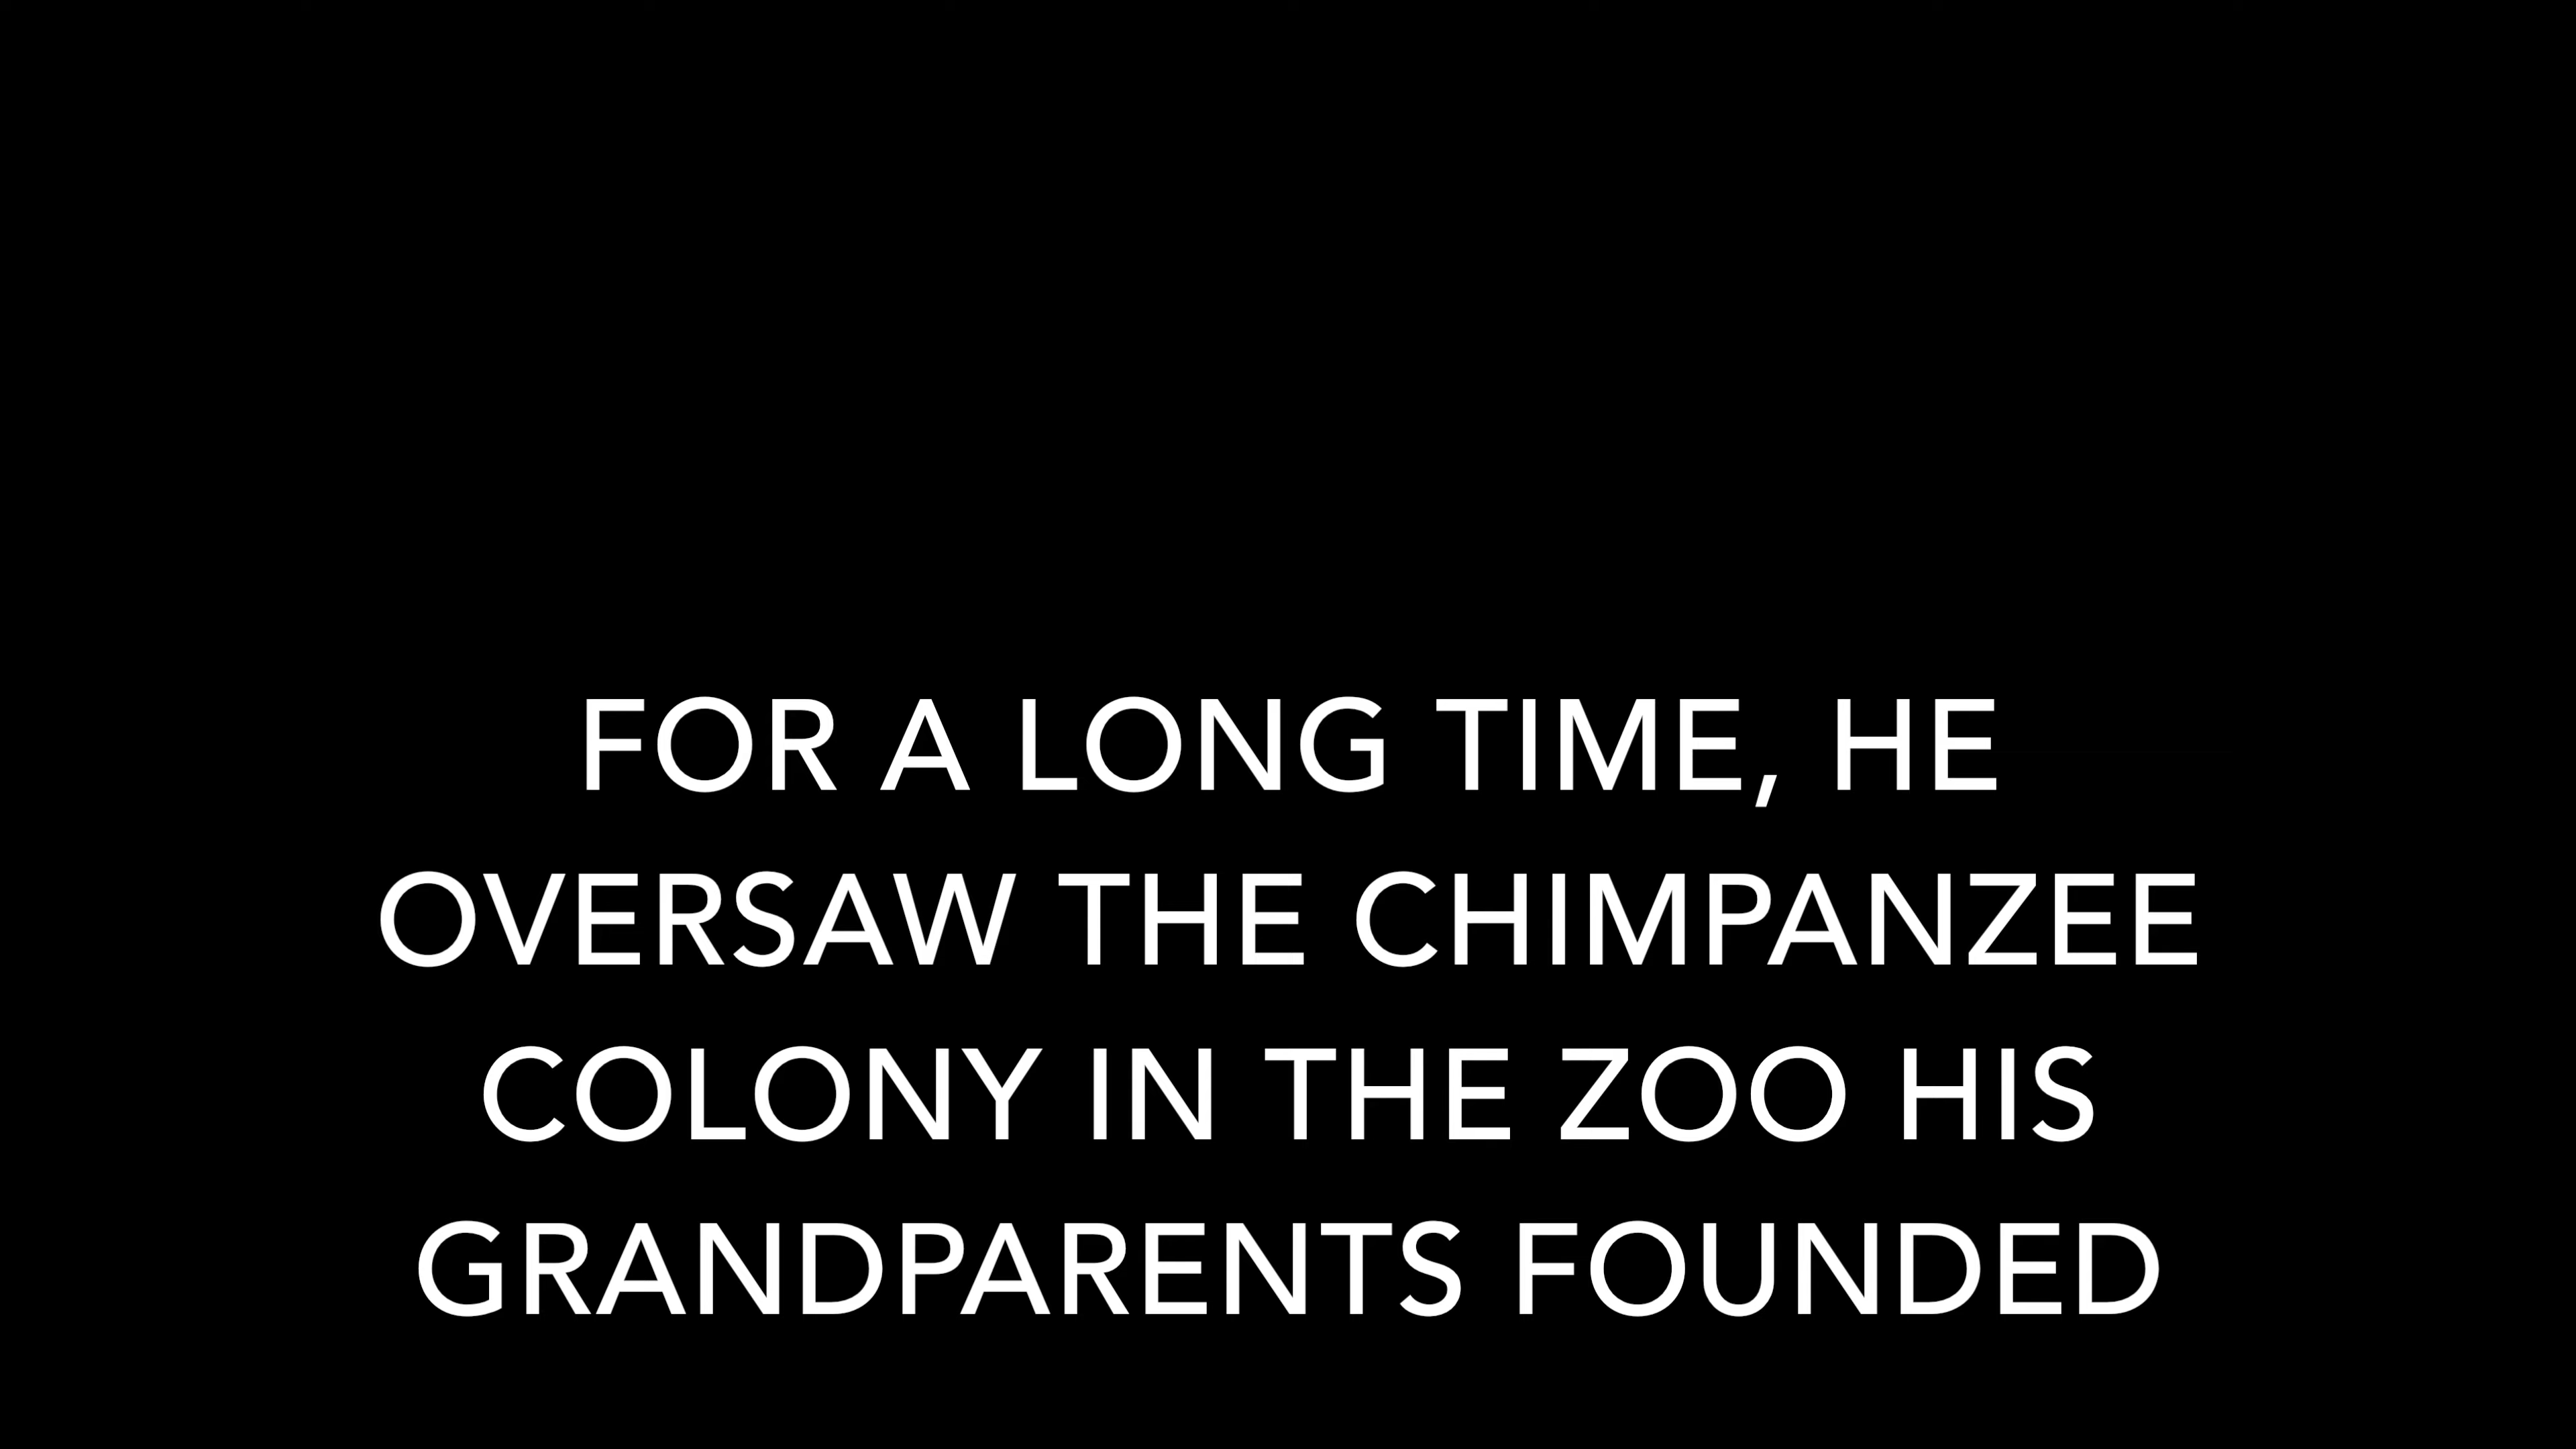 FOR A LONG TIME, HE
OVERSAW THE CHIMPANZEE
COLONY IN THE ZOO HIS
GRANDPARENTS FOUNDED